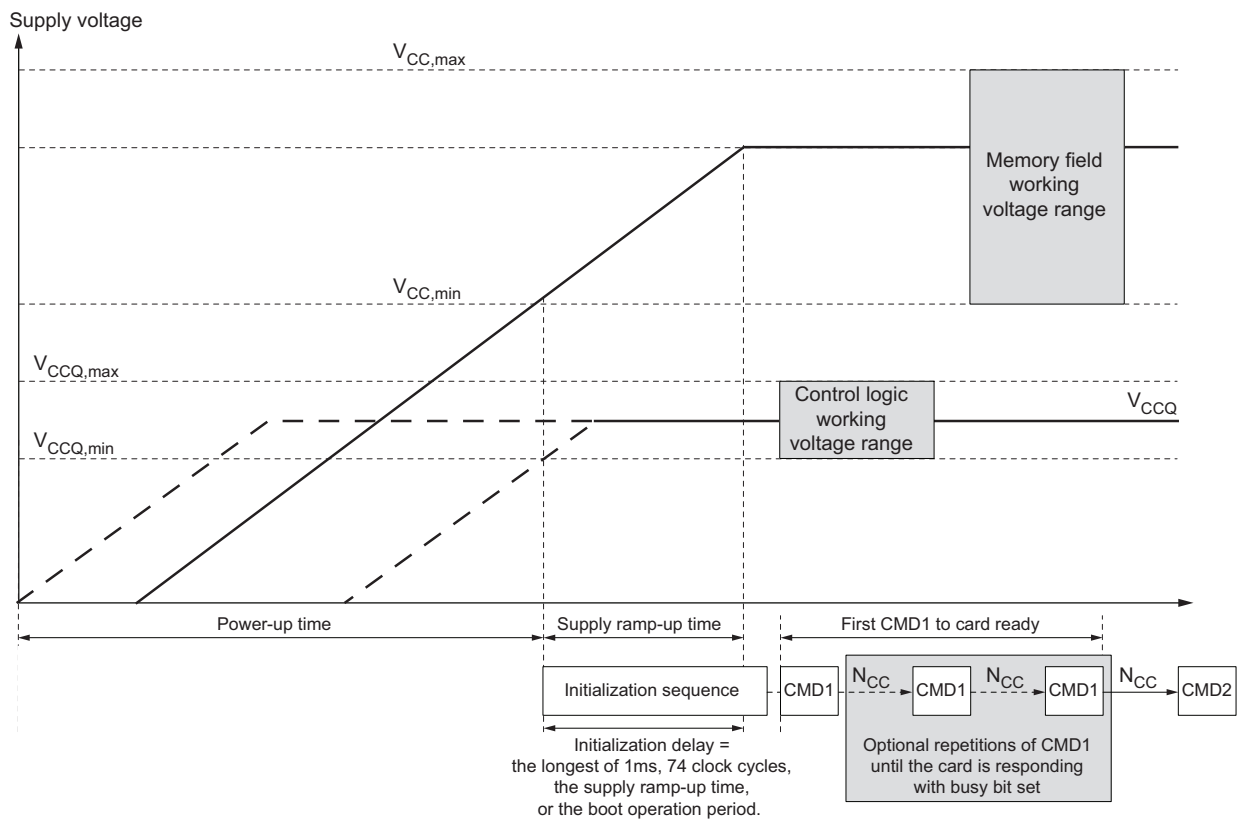 Supply voltage
VCC,max
Memory field
working
voltage range
VCC,min
VCCQ,max
Control logic
working
voltage range
VCCQ
VCCQ,min
Power-up time
Supply ramp-up time
First CMD1 to card ready
Initialization sequence
CMD1
NCC
CMD1
NCC
CMD1
NCC
CMD2
Initialization delay =
the longest of 1ms, 74 clock cycles,
the supply ramp-up time,
or the boot operation period.
Optional repetitions of CMD1
until the card is responding
with busy bit set